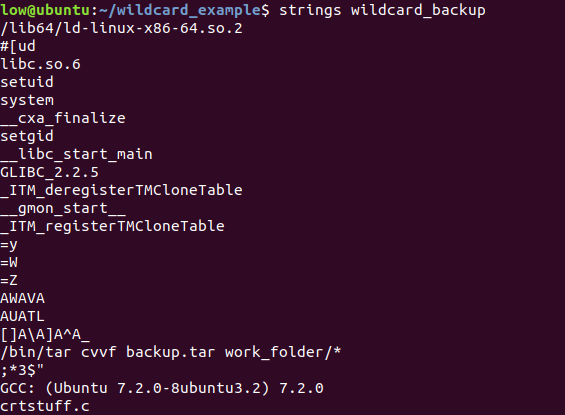 low@ubuntu:~/wildcard_example$ strings wildcard_backup
/lib64/ld-linux-x86-64.so.2
#[ud
libc.so.6
setuid
system
__cxa_finalize
setgid
__libc_start_main
GLIBC_2.2.5
_ITM_deregisterTMCloneTable
__gmon_start__
_ITM_registerTMCloneTable
=y
=W
=Z
AWAVA
AUATL
[]A\A]A^A_
/bin/tar cvvf backup.tar work_folder/*
;*3$"
GCC: (Ubuntu 7.2.0-8ubuntu3.2) 7.2.0
crtstuff.c